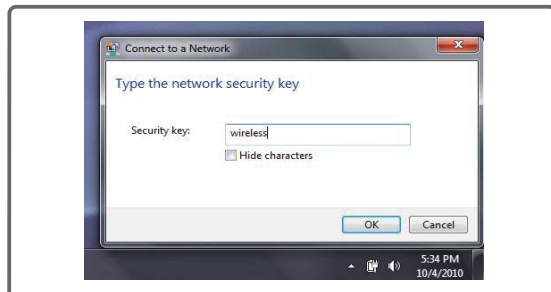 Connect to a Network
Type the network security key
Security key:
wireless
Hide characters
OK
Cancel
5:34 PM
10/4/2010